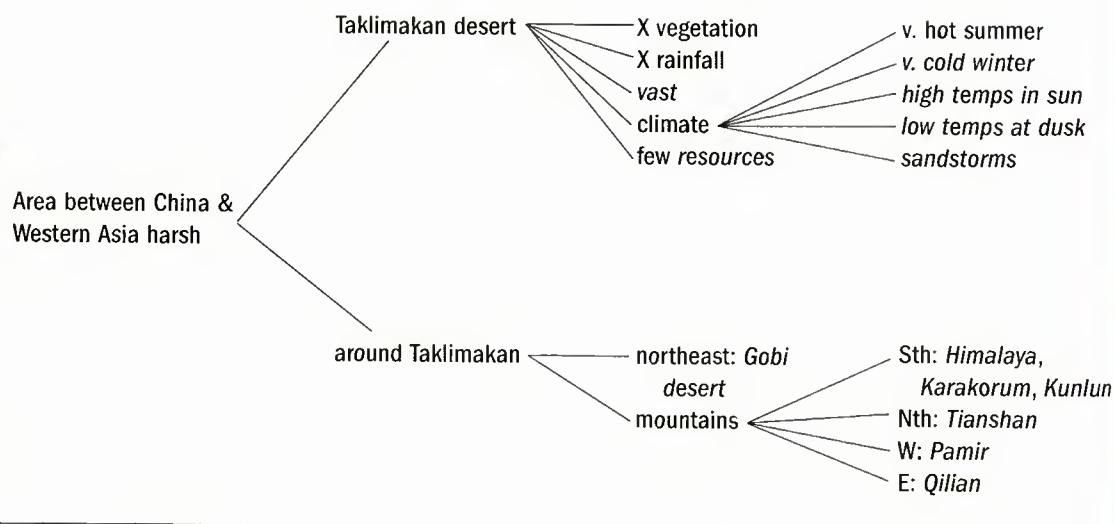 Taklimakan desert
X vegetation
X rainfall
vast
climate
few resources
v. hot summer
v. cold winter
high temps in sun
low temps at dusk
sandstorms
Area between China &
Western Asia harsh
around Taklimakan
northeast: Gobi
desert
mountains
Sth: Himalaya,
Karakorum, Kunlun
Nth: Tianshan
W: Pamir
E: Qilian